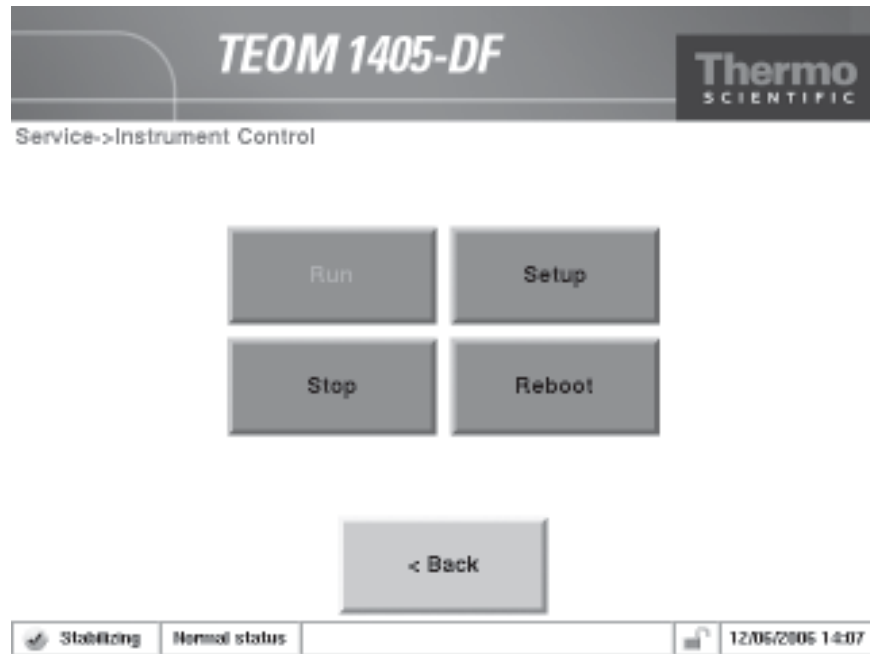 TEOM 1405-DF
Thermo
SCIENTIFIC
Service->Instrument Control
Run
Setup
Stop
Reboot
< Back
Stabilizing
Normal status
12/06/2006 14:07